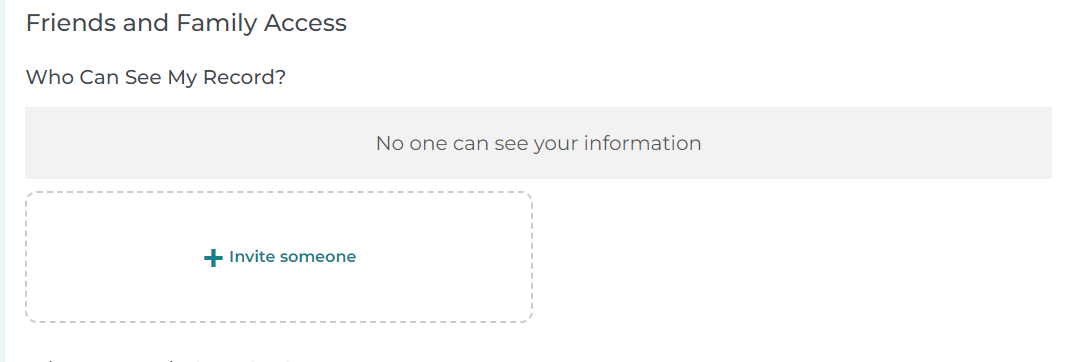 Friends and Family Access
Who Can See My Record?
No one can see your information
Invite someone